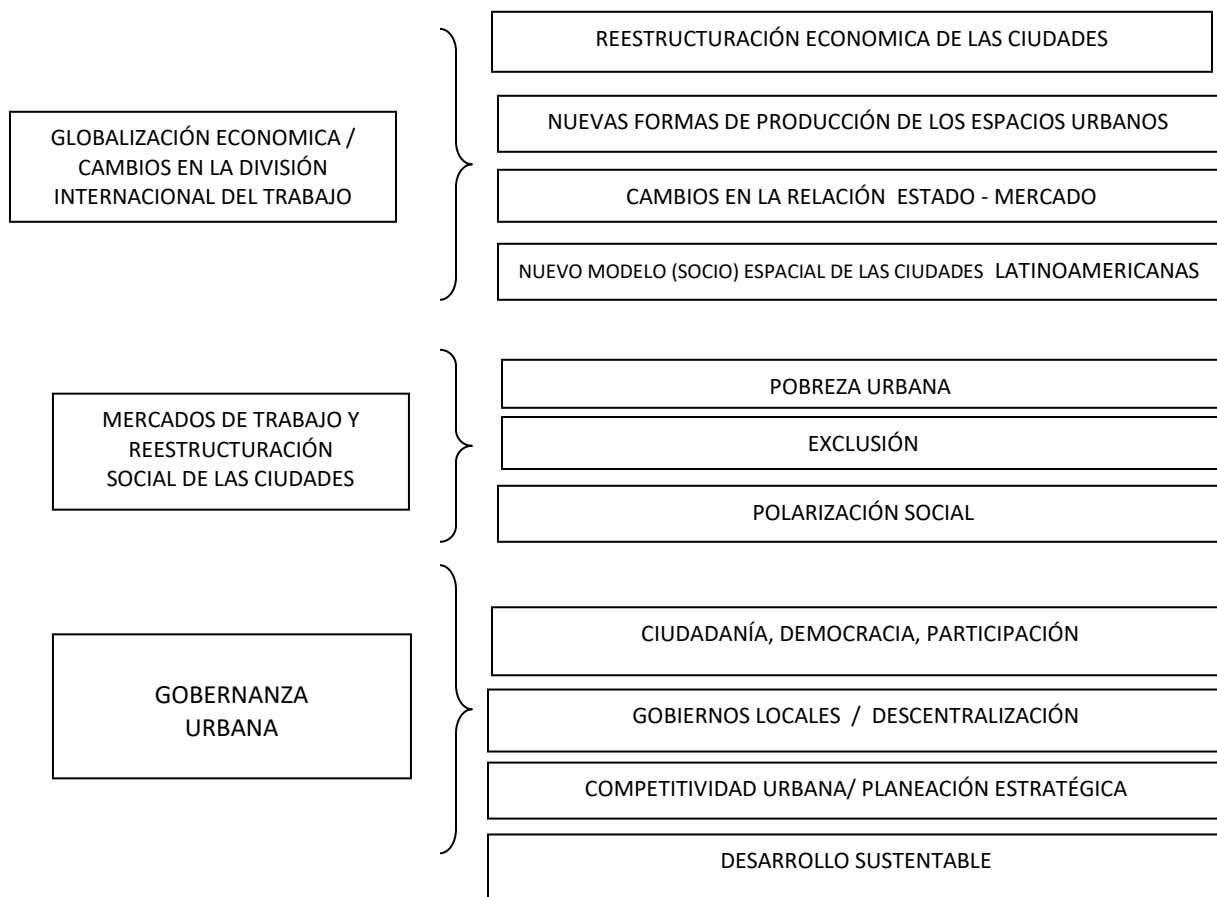 REESTRUCTURACIÓN ECONOMICA DE LAS CIUDADES
GLOBALIZACIÓN ECONOMICA /
CAMBIOS EN LA DIVISIÓN
INTERNACIONAL DEL TRABAJO
NUEVAS FORMAS DE PRODUCCIÓN DE LOS ESPACIOS URBANOS
CAMBIOS EN LA RELACIÓN ESTADO - MERCADO
NUEVO MODELO (SOCIO) ESPACIAL DE LAS CIUDADES LATINOAMERICANAS
MERCADOS DE TRABAJO Y
REESTRUCTURACIÓN
SOCIAL DE LAS CIUDADES
POBREZA URBANA
EXCLUSIÓN
POLARIZACIÓN SOCIAL
GOBERNANZA
URBANA
CIUDADANÍA, DEMOCRACIA, PARTICIPACIÓN
GOBIERNOS LOCALES / DESCENTRALIZACIÓN
COMPETITIVIDAD URBANA/ PLANEACIÓN ESTRATÉGICA
DESARROLLO SUSTENTABLE